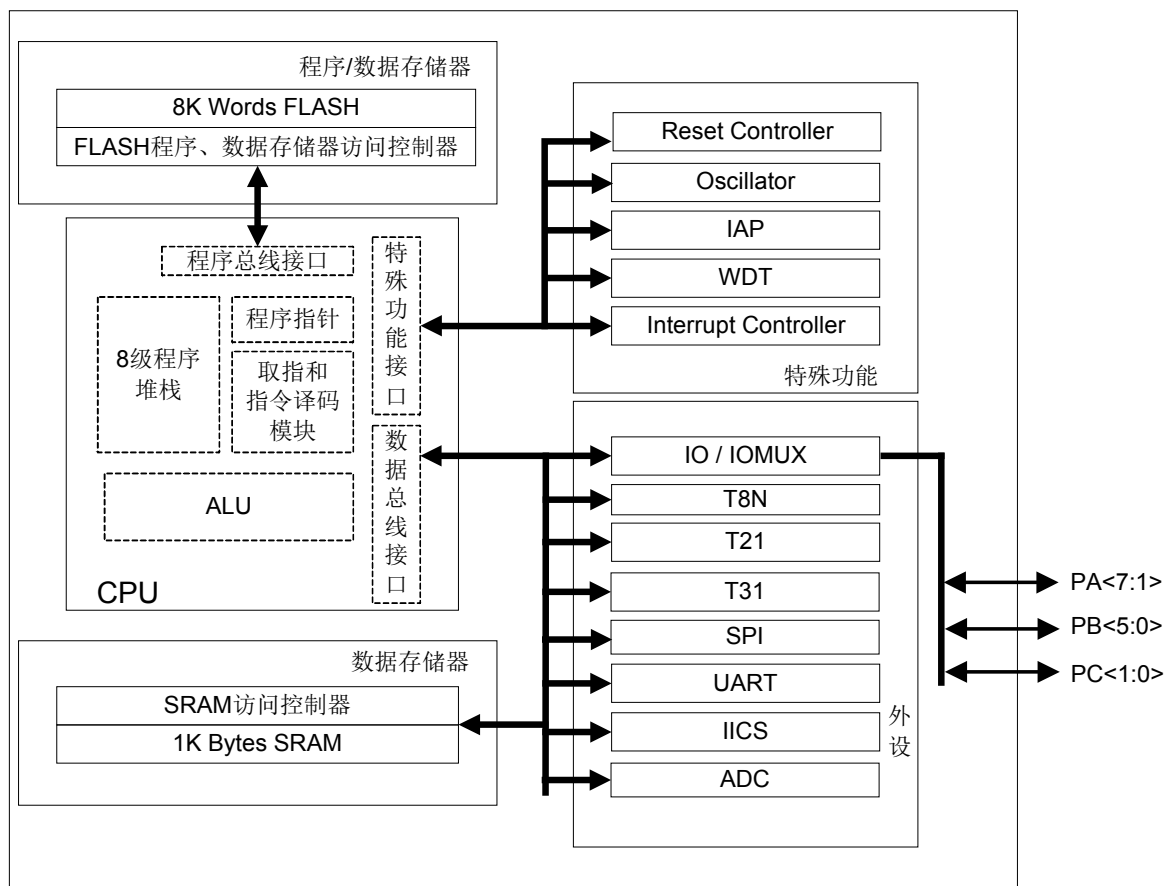 程序/数据存储器
8K Words FLASH
FLASH程序、数据存储器访问控制器
程序总线接口
程序指针
8级程序
堆栈
取指和
指令译码
模块
ALU
特
殊
功
能
接
口
数
据
总
线
接
口
CPU
数据存储器
SRAM访问控制器
1K Bytes SRAM
Reset Controller
Oscillator
IAP
WDT
Interrupt Controller
特殊功能
IO / IOMUX
T8N
T21
T31
SPI
UART
IICS
ADC
外
设
PA<7:1>
PB<5:0>
PC<1:0>